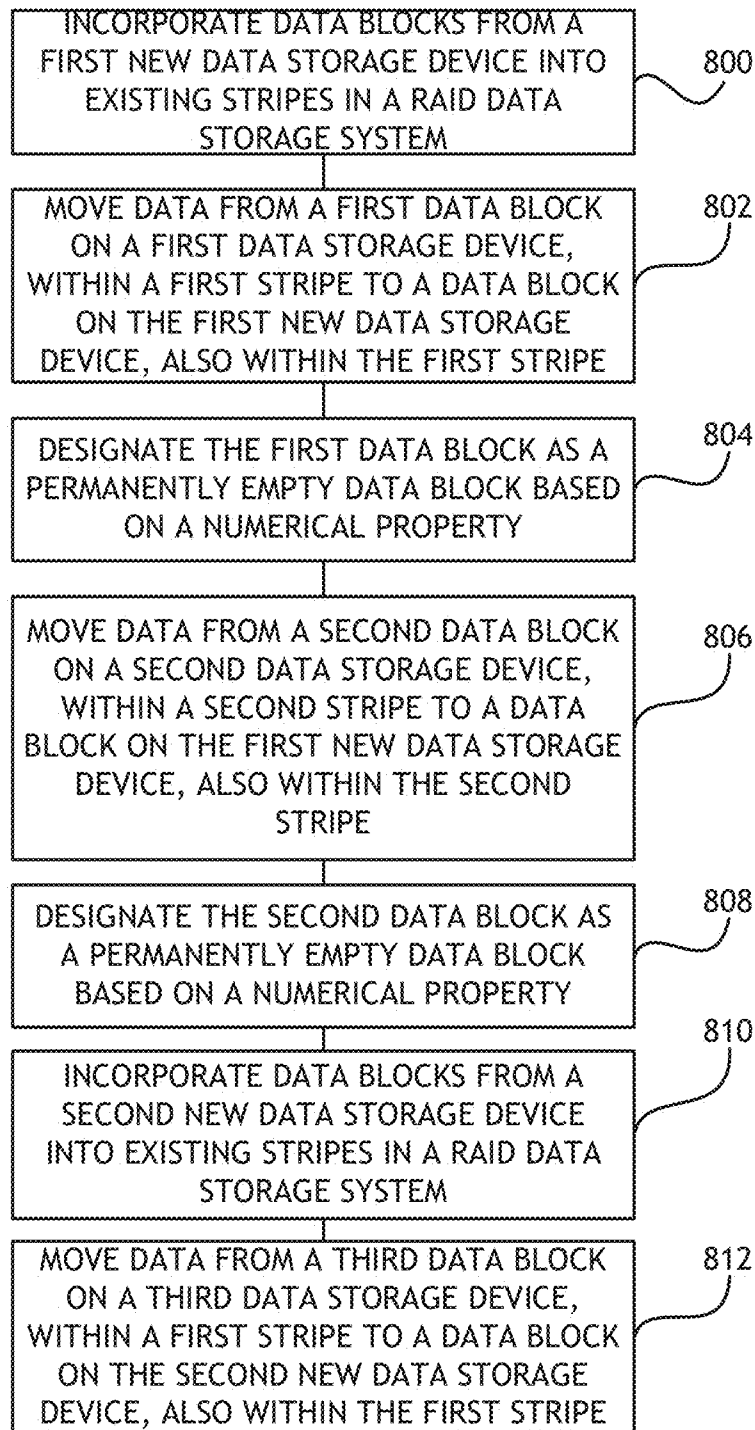 INCORPORATE DATA BLOCKS FROM A
FIRST NEW DATA STORAGE DEVICE INTO
EXISTING STRIPES IN A RAID DATA
STORAGE SYSTEM
800
MOVE DATA FROM A FIRST DATA BLOCK
ON A FIRST DATA STORAGE DEVICE,
WITHIN A FIRST STRIPE TO A DATA BLOCK
ON THE FIRST NEW DATA STORAGE
DEVICE, ALSO WITHIN THE FIRST STRIPE
802
DESIGNATE THE FIRST DATA BLOCK AS A
PERMANENTLY EMPTY DATA BLOCK BASED
ON A NUMERICAL PROPERTY
804
MOVE DATA FROM A SECOND DATA BLOCK
ON A SECOND DATA STORAGE DEVICE,
WITHIN A SECOND STRIPE TO A DATA
BLOCK ON THE FIRST NEW DATA STORAGE
DEVICE, ALSO WITHIN THE SECOND
STRIPE
806
DESIGNATE THE SECOND DATA BLOCK AS
A PERMANENTLY EMPTY DATA BLOCK
BASED ON A NUMERICAL PROPERTY
808
INCORPORATE DATA BLOCKS FROM A
SECOND NEW DATA STORAGE DEVICE
INTO EXISTING STRIPES IN A RAID DATA
STORAGE SYSTEM
810
MOVE DATA FROM A THIRD DATA BLOCK
ON A THIRD DATA STORAGE DEVICE,
WITHIN A FIRST STRIPE TO A DATA BLOCK
ON THE SECOND NEW DATA STORAGE
DEVICE, ALSO WITHIN THE FIRST STRIPE
812